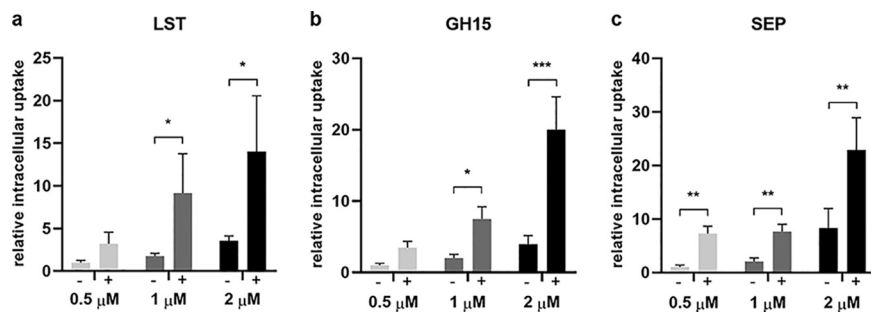 a
LST
relative intracellular uptake
25
20
15
10
5
0
*
*
- + - + - +
0.5 μM 1 μM 2 μM
b
GH15
relative intracellular uptake
30
20
10
0
*
***
- + - + - +
0.5 μM 1 μM 2 μM
c
SEP
relative intracellular uptake
40
30
20
10
0
**
**
**
- + - + - +
0.5 μM 1 μM 2 μM